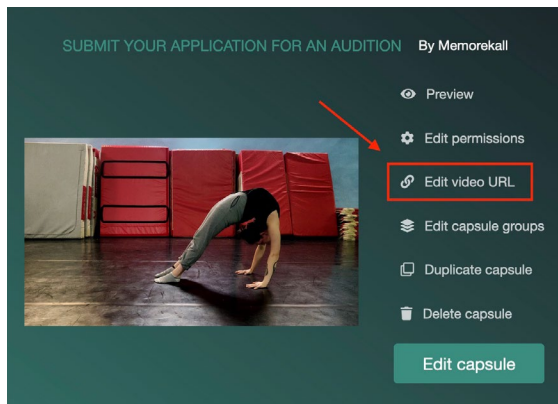 SUBMIT YOUR APPLICATION FOR AN AUDITION By Memorekall
Preview
Edit permissions
Edit video URL
Edit capsule groups
Duplicate capsule
Delete capsule
Edit capsule